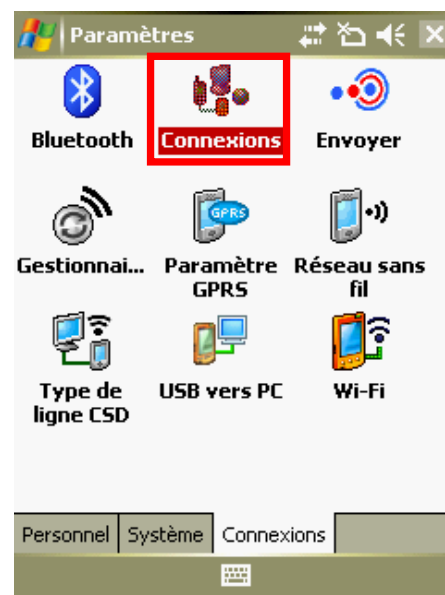 Paramètres
Bluetooth
Connexions
Envoyer
Gestionnai...
GPRS
Paramètre
GPRS
Réseau sans
fil
Type de
ligne CSD
USB vers PC
Wi-Fi
Personnel
Système
Connexions